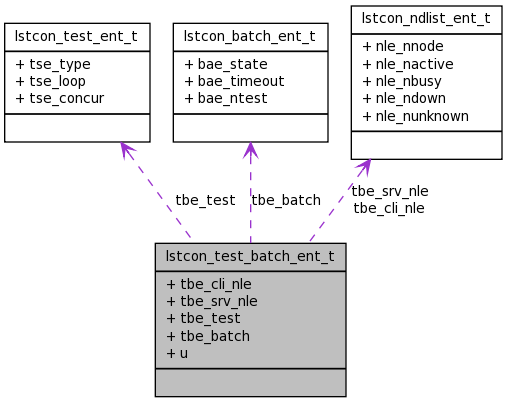 lstcon_test_ent_t
+ tse_type
+ tse_loop
+ tse_concur
lstcon_batch_ent_t
+ bae_state
+ bae_timeout
+ bae_ntest
lstcon_ndlist_ent_t
+ nle_nnode
+ nle_nactive
+ nle_nbusy
+ nle_ndown
+ nle_nunknown
tbe_test
tbe_batch
tbe_srv_nle
tbe_cli_nle
lstcon_test_batch_ent_t
+ tbe_cli_nle
+ tbe_srv_nle
+ tbe_test
+ tbe_batch
+ u